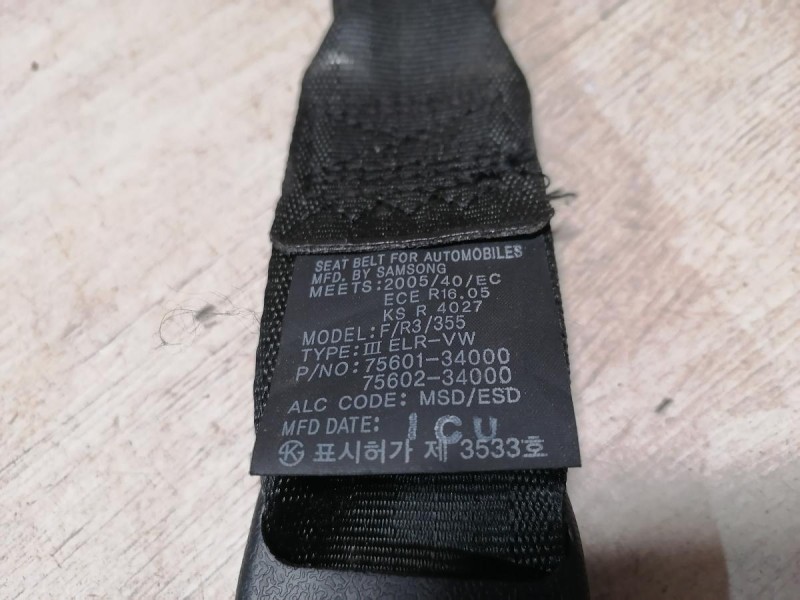 SEAT BELT FOR AUTOMOBILES
MFD. BY SAMSONG
MEETS:2005/40/EC
ECE R16.05
KS R 4027
MODEL:F/R3/355
TYPE:III ELR-VW
P/NO:75601-34000
75602-34000
ALC CODE: MSD/ESD
MFD DATE: ICU
표시허가 제 3533호